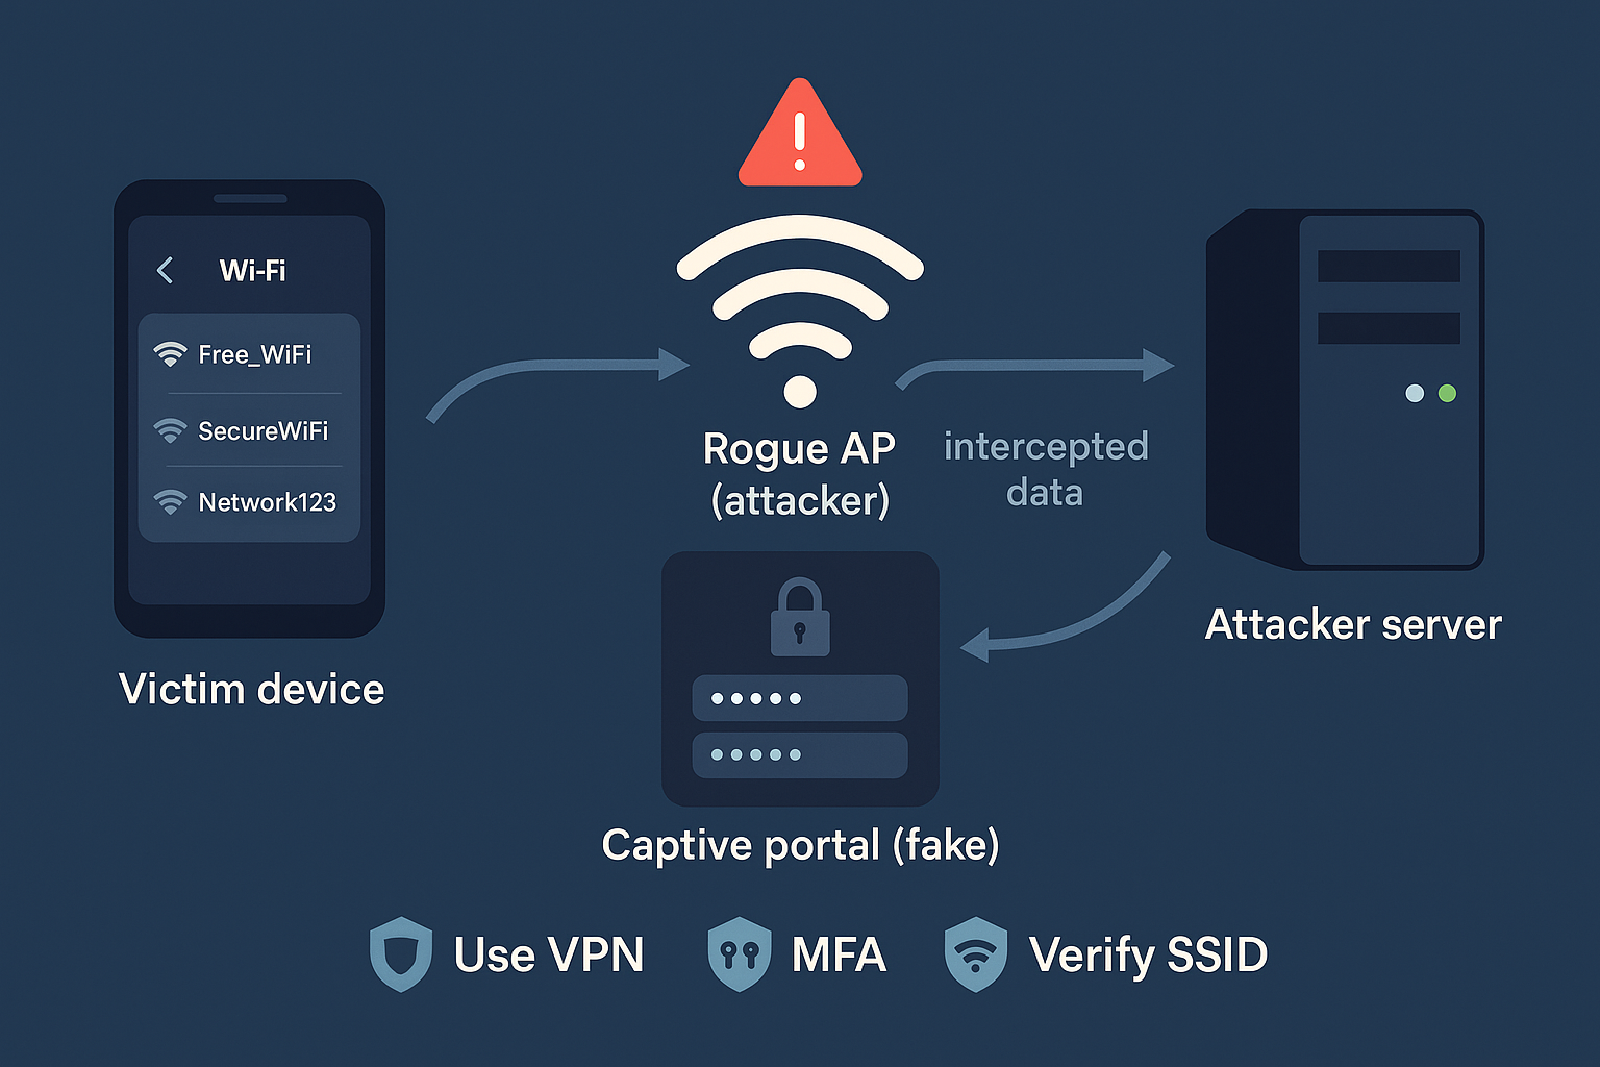 Wi-Fi
Free_WiFi
SecureWiFi
Network123
Victim device
Rogue AP
(attacker)
intercepted
data
Attacker server
Captive portal (fake)
Use VPN
MFA
Verify SSID